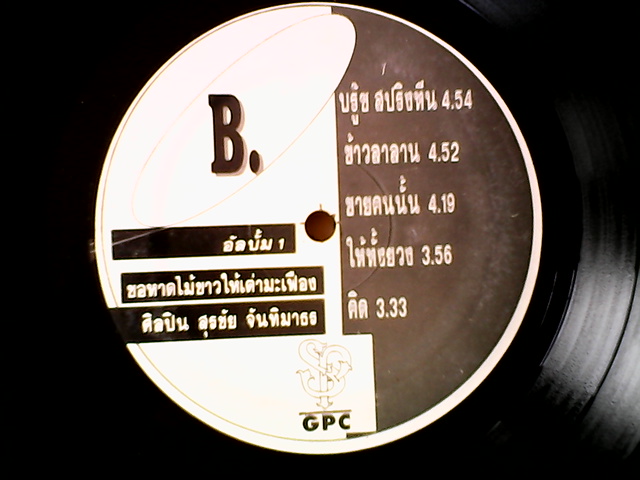 B.
อัลบั้ม 1
ขอหาดไม้ขาวให้เต่ามะเฟือง
ศิลปิน สุรชัย จันทิมาธร
บรู๊ซ สปริงทีน 4.54
ข้าวลาลาน 4.52
ชายคนนั้น 4.19
ให้ทั้งดวง 3.56
คิด 3.33
GPC